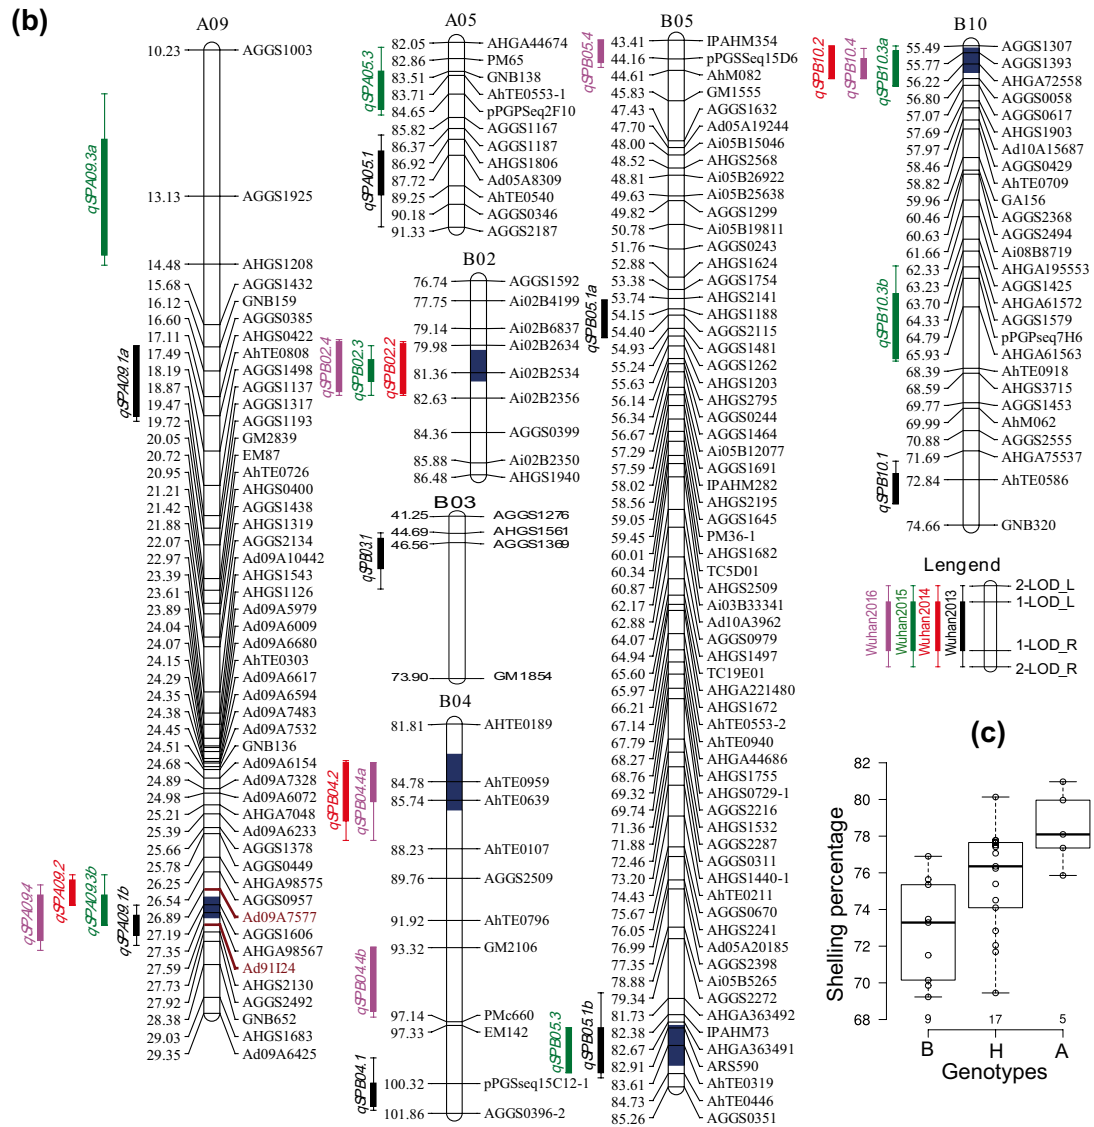 (b)
A09
10.23 AGGS1003
13.13 AGGS1925
14.48 AHGS1208
15.68 AGGS1432
16.12 GNB159
16.60 AGGS0385
17.11 AHGS0422
17.49 AhTE0808
18.19 AGGS1498
18.87 AGGS1137
19.47 AGGS1317
19.72 AGGS1193
20.05 GM2839
20.72 EM87
20.95 AhTE0726
21.21 AHGS0400
21.42 AGGS1438
21.88 AHGS1319
22.07 AGGS2134
22.97 Ad09A10442
23.39 AHGS1543
23.61 AHGS1126
23.89 Ad09A5979
24.04 Ad09A6009
24.07 Ad09A6680
24.15 AhTE0303
24.29 Ad09A6617
24.35 Ad09A6594
24.38 Ad09A7483
24.45 Ad09A7532
24.51 GNB136
24.68 Ad09A6154
24.89 Ad09A7328
24.98 Ad09A6072
25.21 AHGA7048
25.39 Ad09A6233
25.66 AGGS1378
25.78 AGGS0449
26.25 AHGA98575
26.54 AGGS0957
26.89 Ad09A7577
27.19 AGGS1606
27.35 AHGA98567
27.59 Ad91I24
27.73 AHGS2130
27.92 AGGS2492
28.38 GNB652
29.03 AHGS1683
29.35 Ad09A6425
qSPA09.3a
qSPA09.1a
qSPA09.4
qSPA09.2
qSPA09.3b
qSPA09.1b
A05
82.05 AHGA44674
82.86 PM65
83.51 GNB138
83.71 AhTE0553-1
84.65 pPGPSeq2F10
85.82 AGGS1167
86.37 AGGS1187
86.92 AHGS1806
87.72 Ad05A8309
89.25 AhTE0540
90.18 AGGS0346
91.33 AGGS2187
qSPA05.3
qSPA05.1
B02
76.74 AGGS1592
77.75 Ai02B4199
79.14 Ai02B6837
79.98 Ai02B2634
81.36 Ai02B2534
82.63 Ai02B2356
84.36 AGGS0399
85.88 Ai02B2350
86.48 AHGS1940
qSPB02.4
qSPB02.3
qSPB02.2
B03
41.25 AGGS1276
44.69 AHGS1561
46.56 AGGS1369
73.90 GM1854
qSPB03.1
B04
81.81 AHTE0189
84.78 AhTE0959
85.74 AhTE0639
88.23 AhTE0107
89.76 AGGS2509
91.92 AhTE0796
93.32 GM2106
97.14 PMc660
97.33 EM142
100.32 pPGSseq15C12-1
101.86 AGGS0396-2
qSPB04.2
qSPB04.4a
qSPB04.4b
qSPB04.1
B05
43.41 IPAHM354
44.16 pPGSSeq15D6
44.61 AhM082
45.83 GM1555
47.43 AGGS1632
47.70 Ad05A19244
48.00 Ai05B15046
48.52 AHGS2568
48.81 Ai05B26922
49.63 Ai05B25638
49.82 AGGS1299
50.78 Ai05B19811
51.76 AGGS0243
52.88 AHGS1624
53.38 AGGS1754
53.74 AHGS2141
54.15 AHGS1188
54.40 AGGS2115
54.93 AGGS1481
55.24 AGGS1262
55.63 AHGS1203
56.14 AHGS2795
56.34 AGGS0244
56.67 AGGS1464
57.29 Ai05B12077
57.59 AGGS1691
58.02 IPAHM282
58.56 AHGS2195
59.05 AGGS1645
59.45 PM36-1
60.01 AHGS1682
60.34 TC5D01
60.87 AHGS2509
62.17 Ai03B33341
62.88 Ad10A3962
64.07 AGGS0979
64.94 AHGS1497
65.60 TC19E01
65.97 AHGA221480
66.21 AHGS1672
67.14 AhTE0553-2
67.79 AhTE0940
68.27 AHGA44686
68.76 AHGS1755
69.32 AHGS0729-1
69.74 AGGS2216
71.36 AHGS1532
71.88 AGGS2287
72.46 AGGS0311
73.20 AHGS1440-1
74.43 AhTE0211
75.67 AGGS0670
76.05 AHGS2241
76.99 Ad05A20185
77.35 AGGS2398
78.88 Ai05B5265
79.34 AGGS2272
81.73 AHGA363492
82.38 IPAHM73
82.67 AHGA363491
82.91 ARS590
83.61 AhTE0319
84.73 AhTE0446
85.26 AGGS0351
qSPB05.4
qSPB05.1a
qSPB05.3
qSPB05.1b
B10
55.49 AGGS1307
55.77 AGGS1393
56.22 AHGA72558
56.80 AGGS0058
57.07 AGGS0617
57.69 AHGS1903
57.97 Ad10A15687
58.46 AGGS0429
58.82 AhTE0709
59.96 GA156
60.46 AGGS2368
60.63 AGGS2494
61.66 Ai08B8719
62.33 AHGA195553
63.23 AGGS1425
63.70 AHGA61572
64.33 AGGS1579
64.79 pPGPseq7H6
65.93 AHGA61563
68.39 AhTE0918
68.59 AHGS3715
69.77 AGGS1453
69.99 AhM062
70.88 AGGS2555
71.69 AHGA75537
72.84 AhTE0586
74.66 GNB320
qSPB10.2
qSPB10.4
qSPB10.3a
qSPB10.3b
qSPB10.1
Lengend
Wuhan2016
Wuhan2015
Wuhan2014
Wuhan2013
2-LOD_L
1-LOD_L
1-LOD_R
2-LOD_R
(c)
Shelling percentage
82
80
78
76
74
72
70
68
9 17 5
B H A
Genotypes